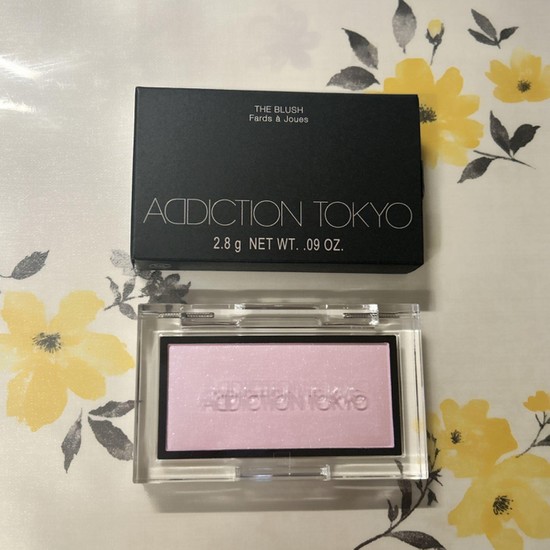 THE BLUSH
Fards à Joues
ADDICTION TOKYO
2.8 g NET WT. .09 OZ.
ADDICTION TOKYO